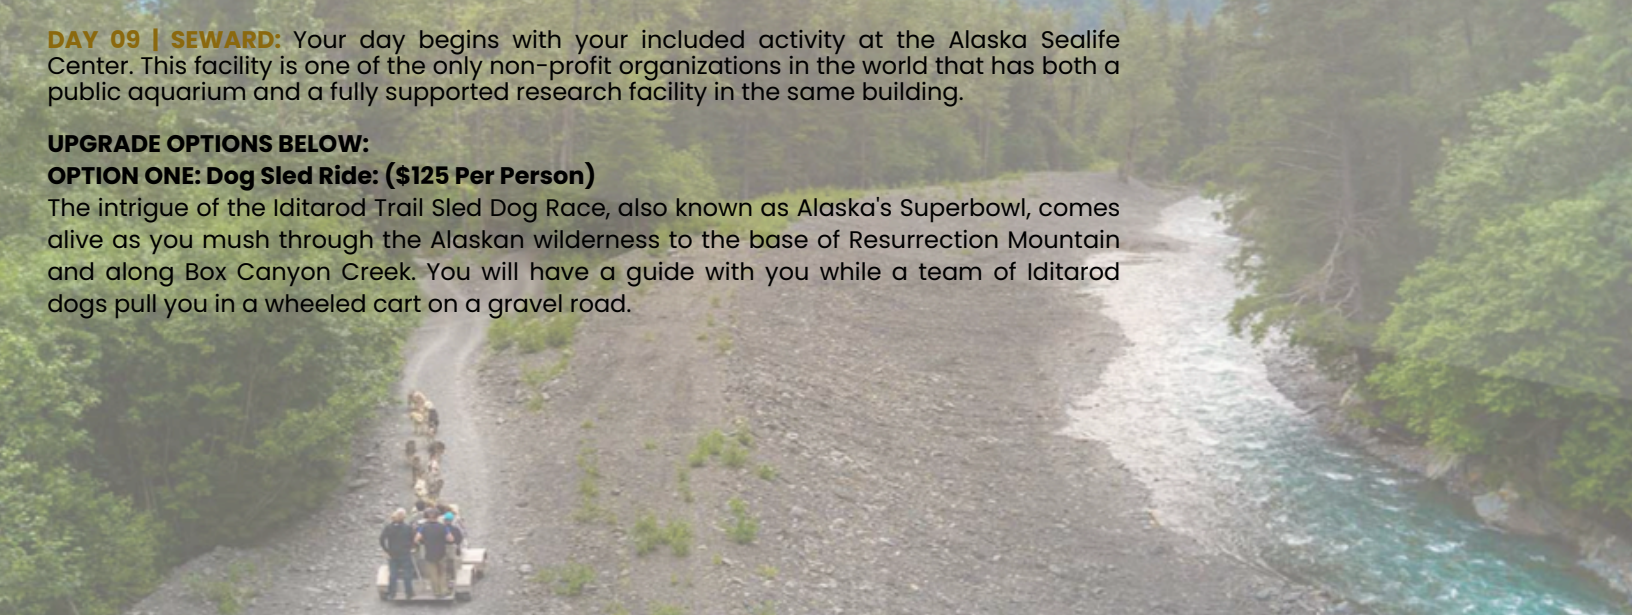 DAY 09 | SEWARD: Your day begins with your included activity at the Alaska Sealife
Center. This facility is one of the only non-profit organizations in the world that has both a
public aquarium and a fully supported research facility in the same building.
UPGRADE OPTIONS BELOW:
OPTION ONE: Dog Sled Ride: ($125 Per Person)
The intrigue of the Iditarod Trail Sled Dog Race, also known as Alaska's Superbowl, comes
alive as you mush through the Alaskan wilderness to the base of Resurrection Mountain
and along Box Canyon Creek. You will have a guide with you while a team of Iditarod
dogs pull you in a wheeled cart on a gravel road.